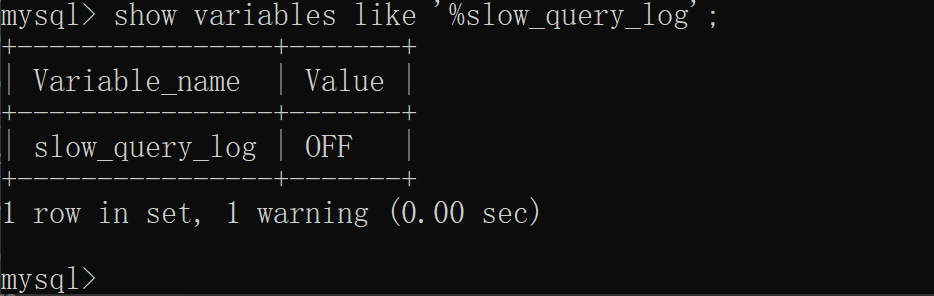 mysql> show variables like '%slow_query_log';
+----------------+-------+
| Variable_name  | Value |
+----------------+-------+
| slow_query_log | OFF   |
+----------------+-------+
1 row in set, 1 warning (0.00 sec)
mysql>